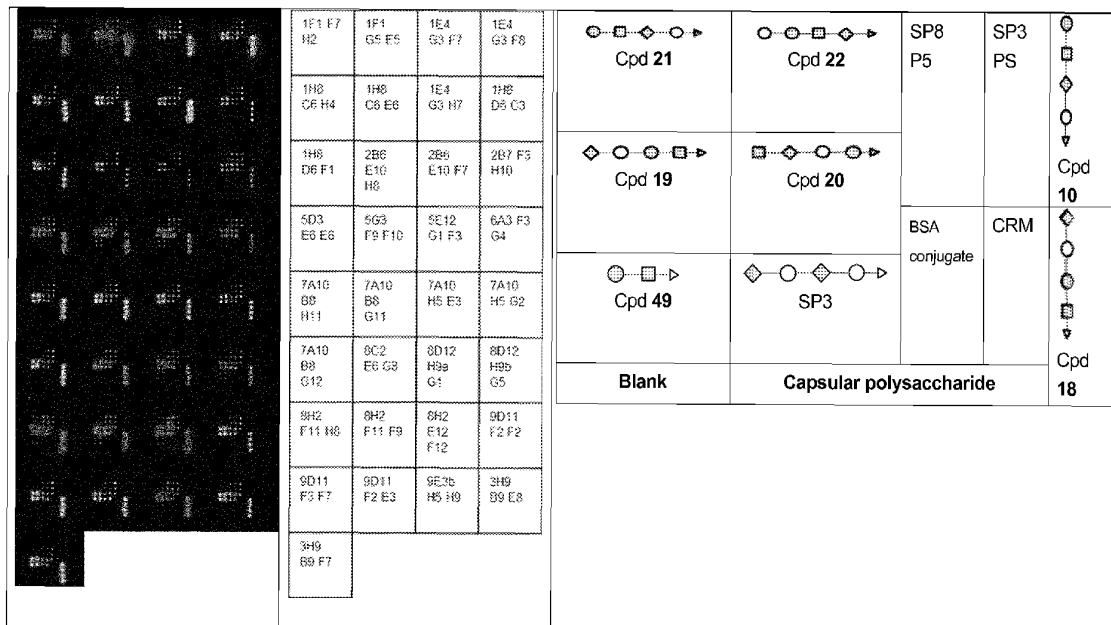 1F1 F7
H2
1F1
G5 E5
1E4
G3 F7
1E4
G3 F8
1H8
C6 H4
1H8
C6 E6
1E4
G3 H7
1H8
D6 C3
1H8
D6 F1
2B6
E10
H8
2B6
E10 F7
2B7 F3
H10
5D3
E6 E6
5G3
F9 F10
5E12
G1 F3
6A3 F3
G4
7A10
B8
H11
7A10
B8
G11
7A10
H5 E3
7A10
H5 G2
7A10
B8
G12
8C2
E6 G8
8D12
H9a
G1
8D12
H9b
G5
8H2
F11 H8
8H2
F11 F9
8H2
E12
F12
9D11
F2 F2
9D11
F3 F7
9D11
F2 E3
9E3b
H5 H9
3H9
B9 E8
3H9
B9 F7
Cpd 21
Cpd 22
SP8
P5
SP3
PS
Cpd
10
Cpd 19
Cpd 20
BSA
conjugate
CRM
Cpd 49
SP3
Cpd
18
Blank
Capsular polysaccharide